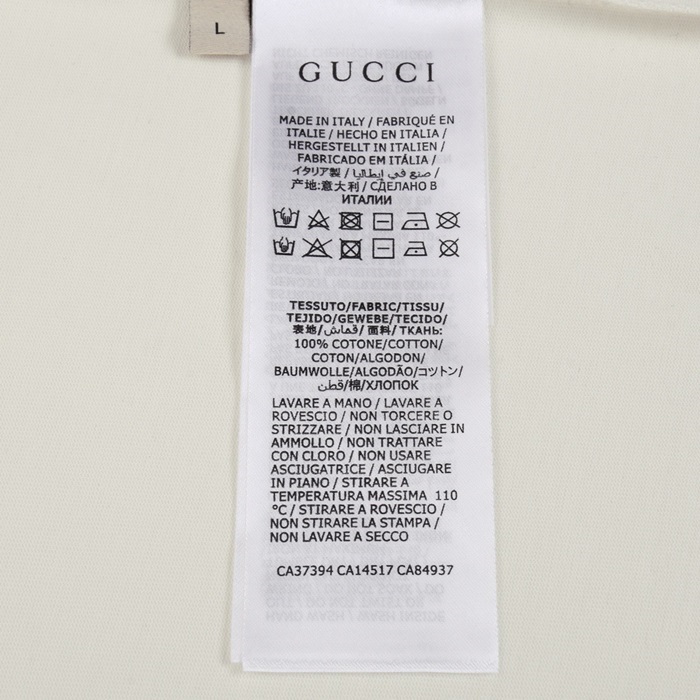 L
GUCCI
MADE IN ITALY / FABRIQUÉ EN
ITALIE / HECHO EN ITALIA /
HERGESTELLT IN ITALIEN /
FABRICADO EM ITÁLIA /
イタリア製 / صنع في إيطاليا /
产地:意大利 / СДЕЛАНО В
ИТАЛИИ
TESSUTO/FABRIC/TISSU/
TEJIDO/GEWEBE/TECIDO/
表地/قماش/ 面料/ ТКАНЬ:
100% COTONE/COTTON/
COTON/ALGODON/
BAUMWOLLE/ALGODÃO/コットン/
قطن/棉/ХЛОПОК
LAVARE A MANO / LAVARE A
ROVESCIO / NON TORCERE O
STRIZZARE / NON LASCIARE IN
AMMOLLO / NON TRATTARE
CON CLORO / NON USARE
ASCIUGATRICE / ASCIUGARE
IN PIANO / STIRARE A
TEMPERATURA MASSIMA 110
°C / STIRARE A ROVESCIO /
NON STIRARE LA STAMPA /
NON LAVARE A SECCO
CA37394 CA14517 CA84937